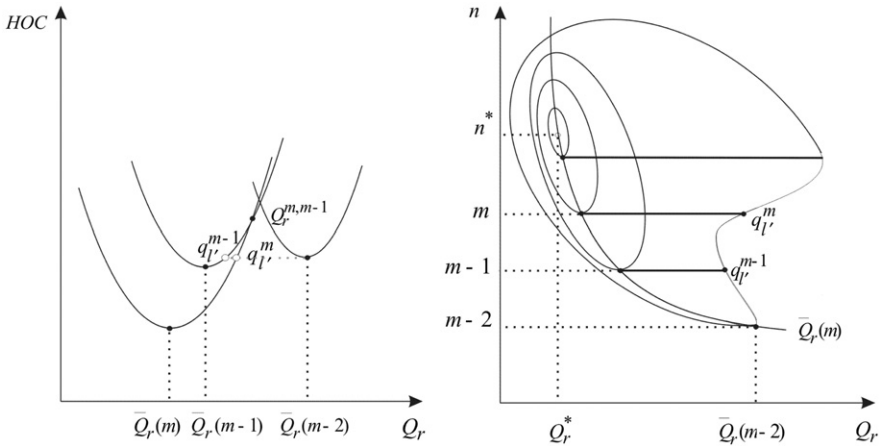 HOC
Q_r^{m,m-1}
q_{l'}^{m-1} q_{l'}^{m}
Q̅_r(m) Q̅_r(m-1) Q̅_r(m-2) Q_r
n
n*
m
q_{l'}^{m}
m-1
q_{l'}^{m-1}
m-2
Q̅_r(m)
Q_r^* Q̅_r(m-2) Q_r